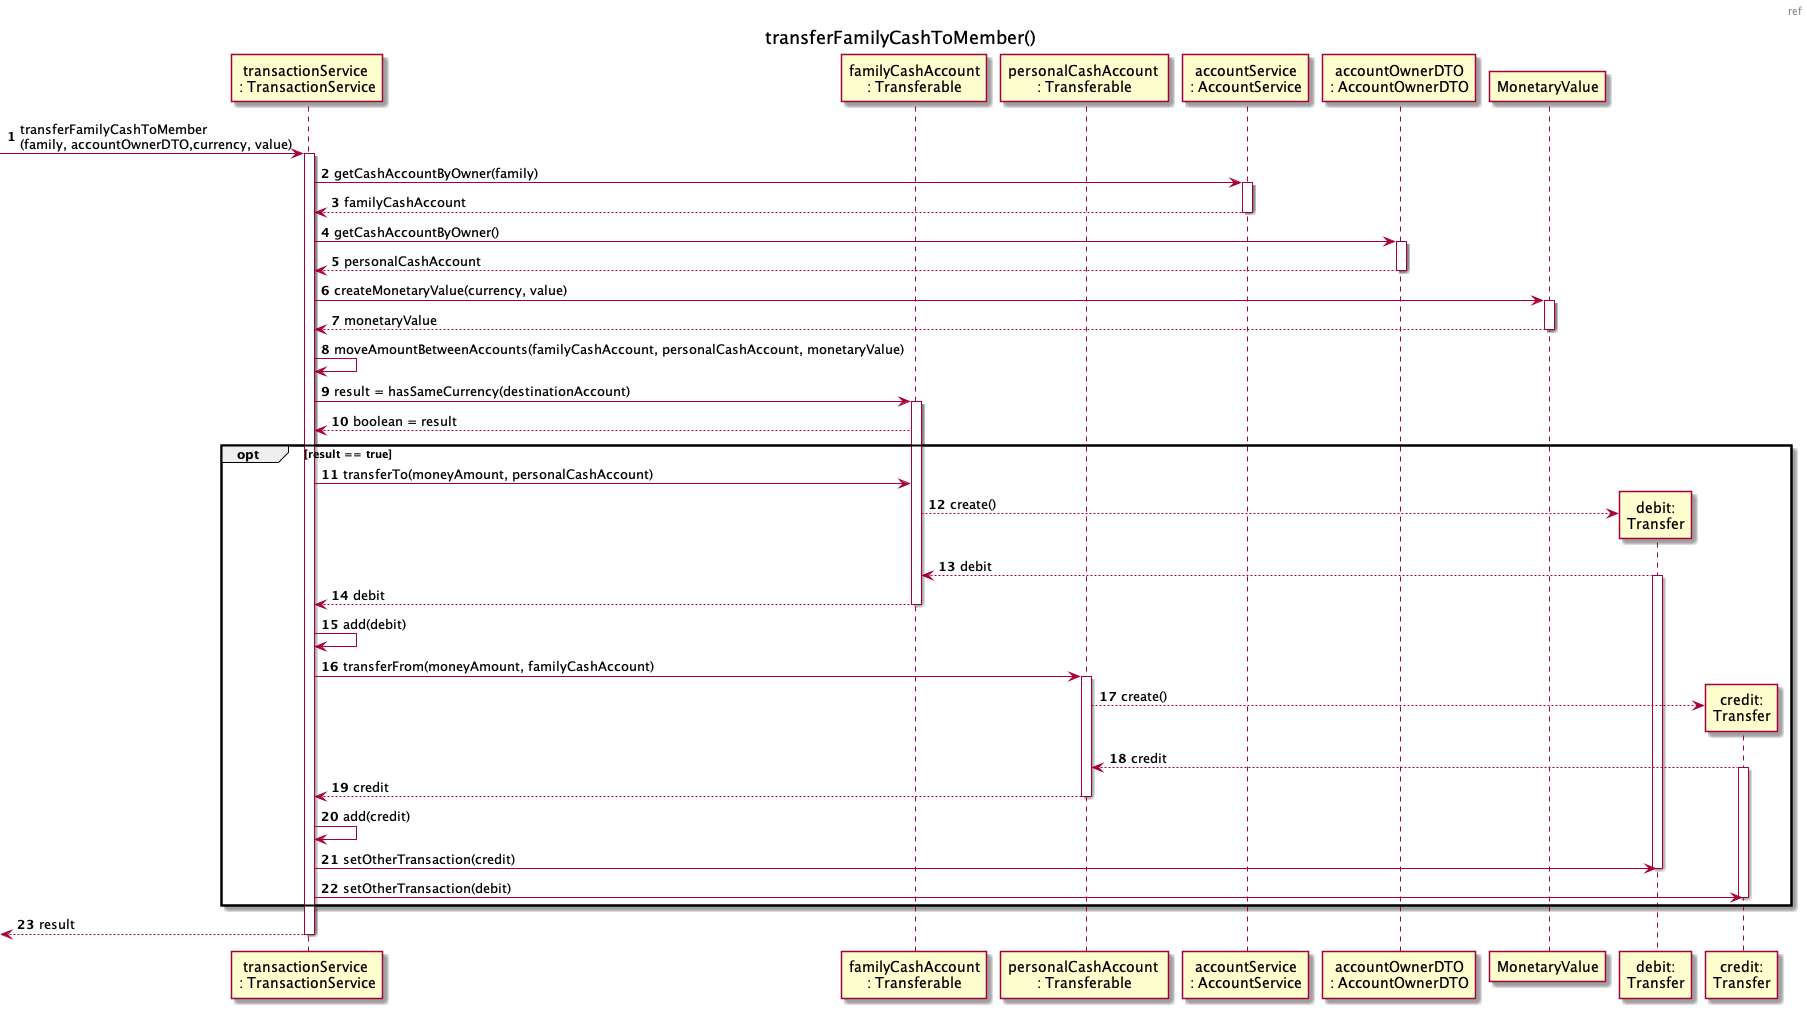 ref
transferFamilyCashToMember()
transactionService
: TransactionService
familyCashAccount
: Transferable
personalCashAccount
: Transferable
accountService
: AccountService
accountOwnerDTO
: AccountOwnerDTO
MonetaryValue
1 transferFamilyCashToMember
(family, accountOwnerDTO,currency, value)
2 getCashAccountByOwner(family)
3 familyCashAccount
4 getCashAccountByOwner()
5 personalCashAccount
6 createMonetaryValue(currency, value)
7 monetaryValue
8 moveAmountBetweenAccounts(familyCashAccount, personalCashAccount, monetaryValue)
9 result = hasSameCurrency(destinationAccount)
10 boolean = result
opt [result == true]
11 transferTo(moneyAmount, personalCashAccount)
12 create()
debit:
Transfer
13 debit
14 debit
15 add(debit)
16 transferFrom(moneyAmount, familyCashAccount)
17 create()
credit:
Transfer
18 credit
19 credit
20 add(credit)
21 setOtherTransaction(credit)
22 setOtherTransaction(debit)
23 result
transactionService
: TransactionService
familyCashAccount
: Transferable
personalCashAccount
: Transferable
accountService
: AccountService
accountOwnerDTO
: AccountOwnerDTO
MonetaryValue
debit:
Transfer
credit:
Transfer